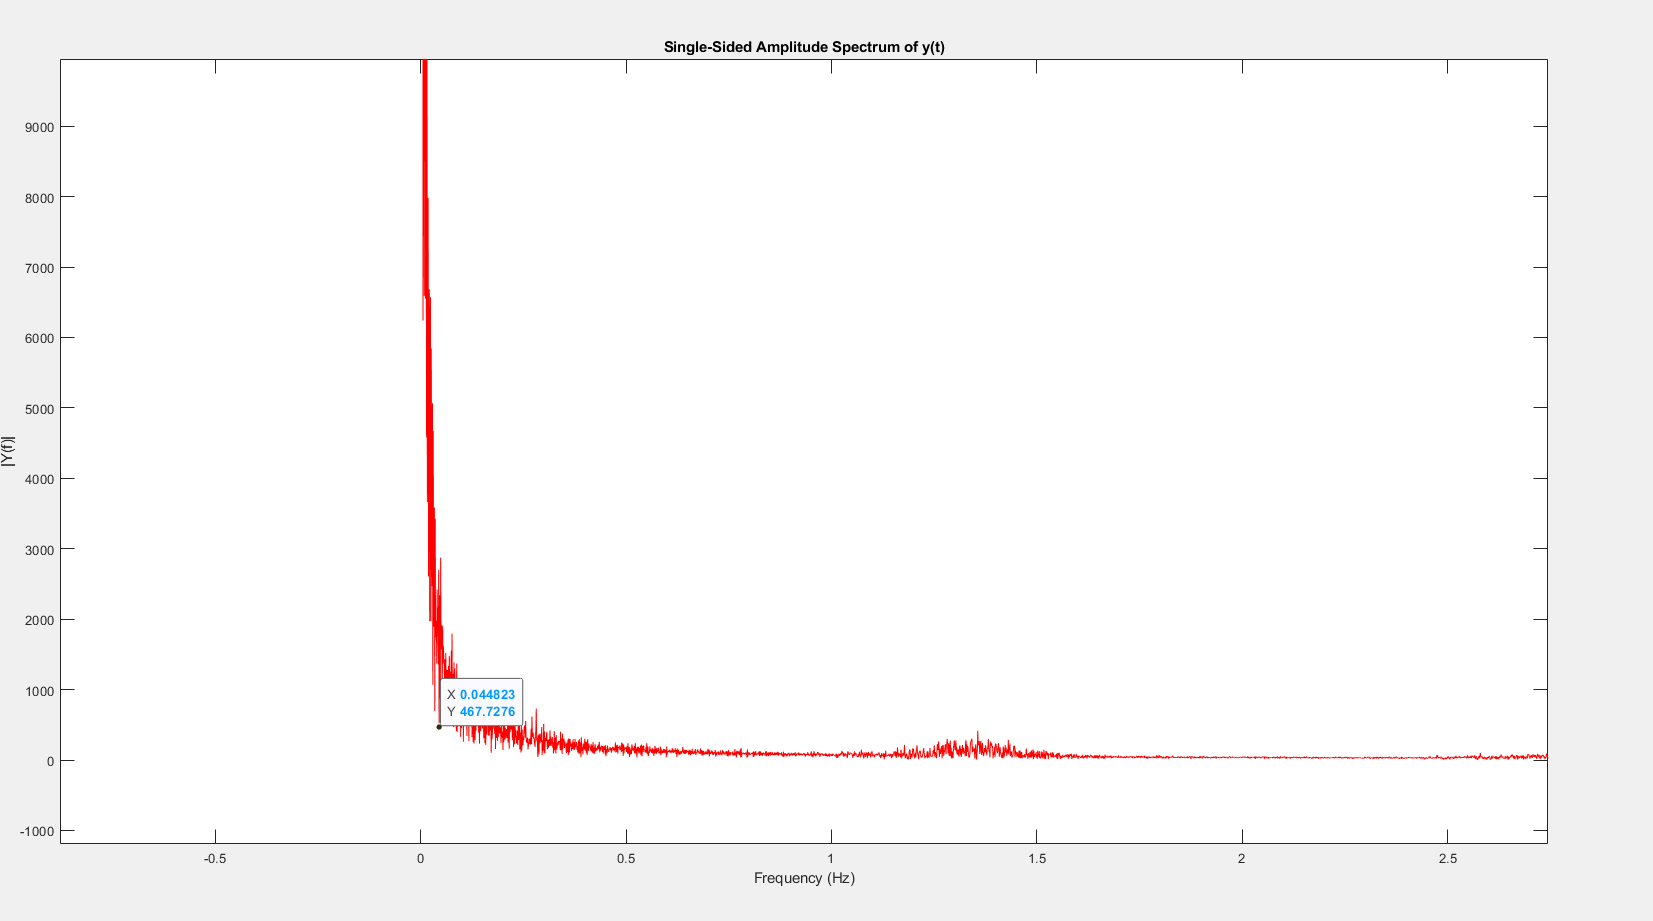 Single-Sided Amplitude Spectrum of y(t)
|Y(f)|
9000
8000
7000
6000
5000
4000
3000
2000
1000
0
-1000
X 0.044823
Y 467.7276
-0.5 0 0.5 1 1.5 2 2.5
Frequency (Hz)